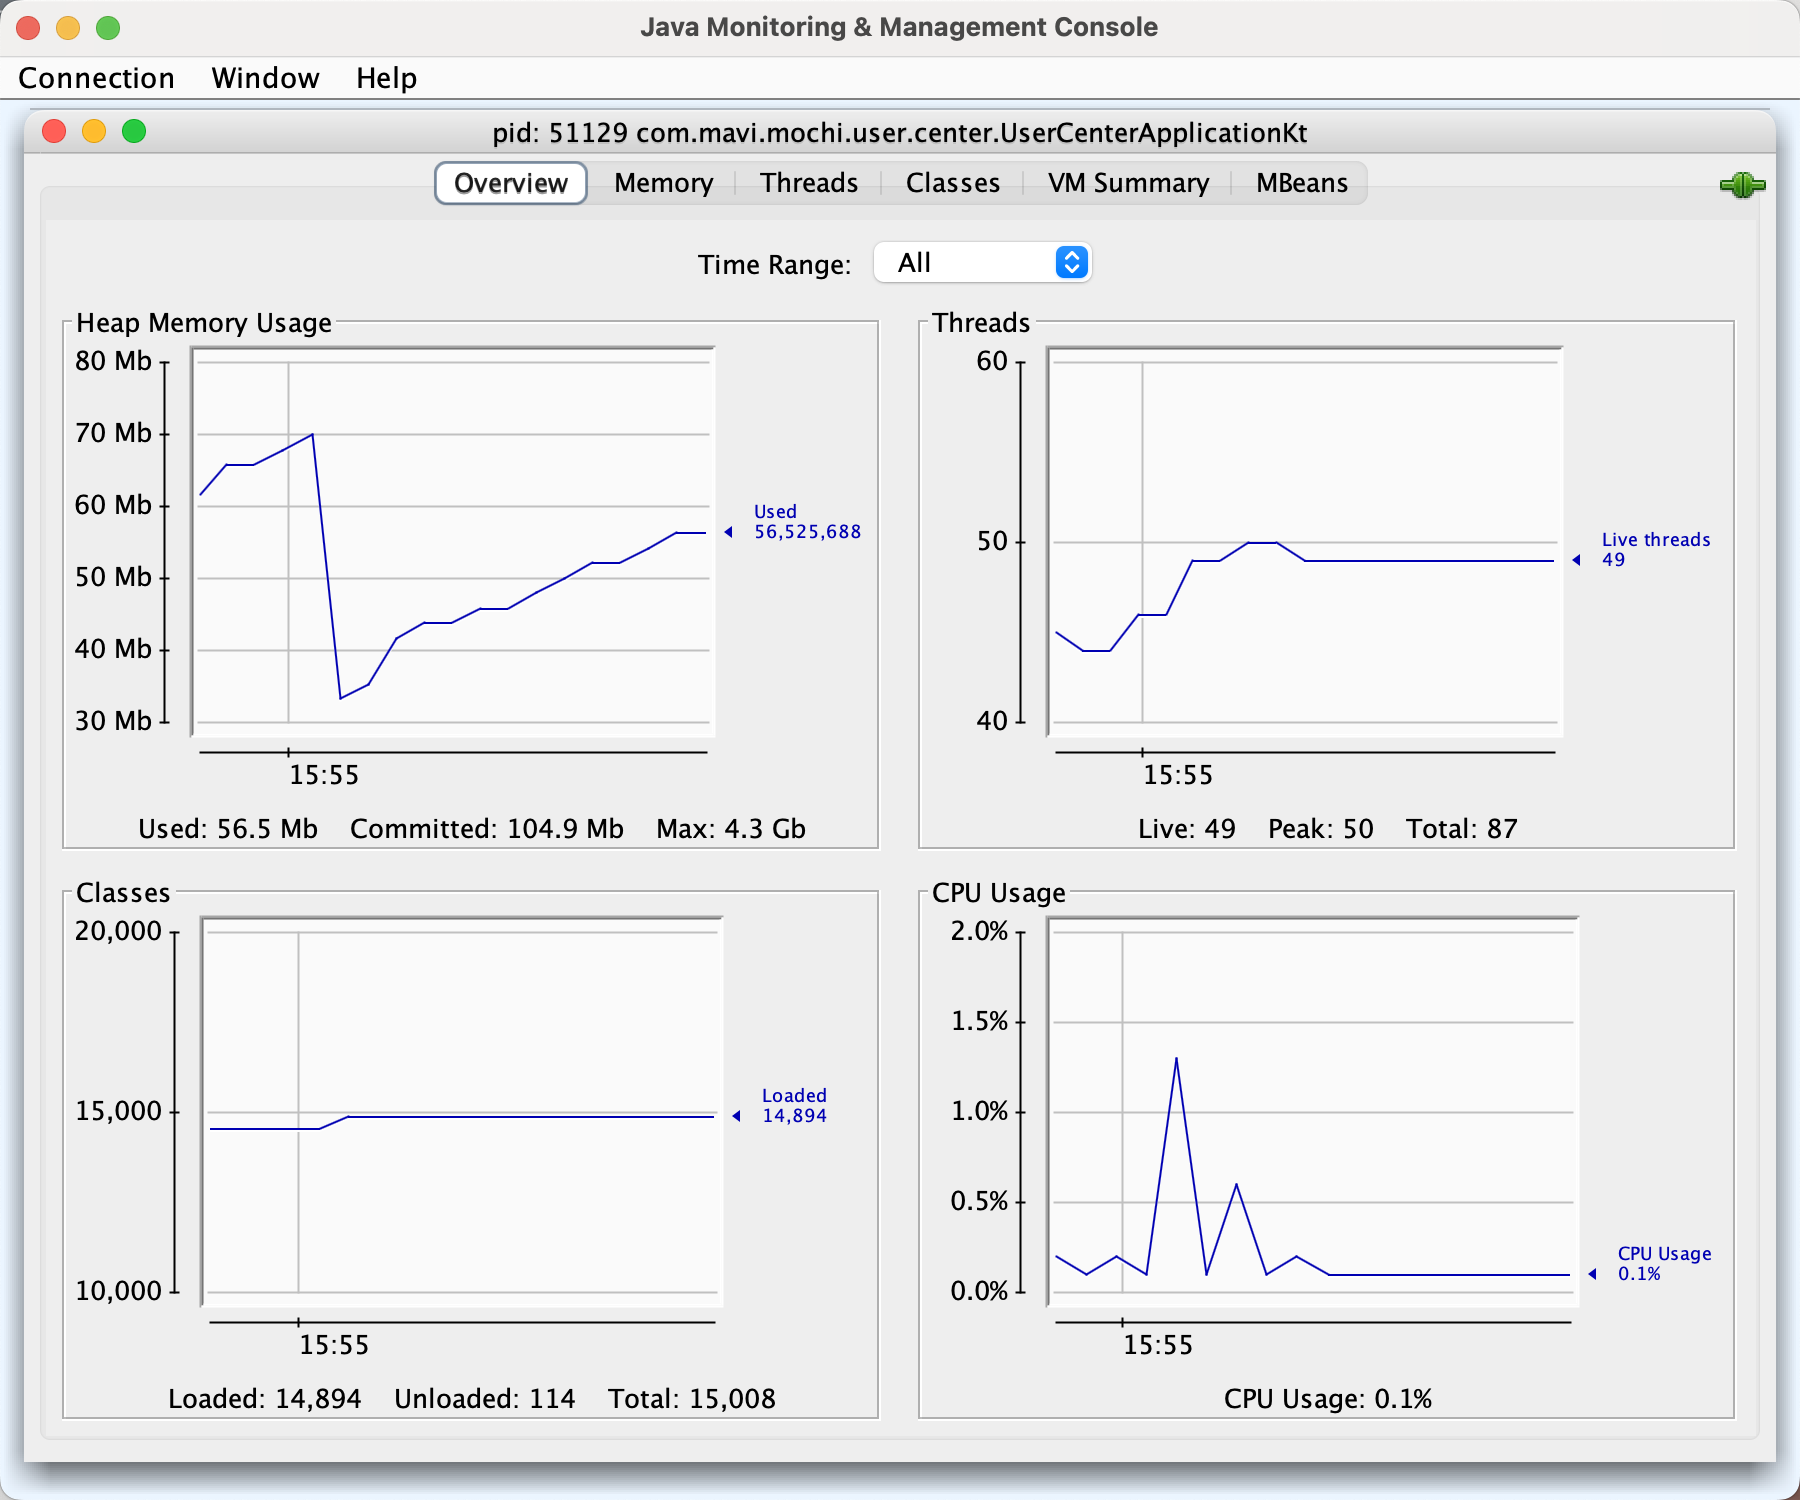 Java Monitoring & Management Console
Connection Window Help
pid: 51129 com.mavi.mochi.user.center.UserCenterApplicationKt
Overview Memory Threads Classes VM Summary MBeans
Time Range: All
Heap Memory Usage
80 Mb
70 Mb
60 Mb
50 Mb
40 Mb
30 Mb
Used
56,525,688
15:55
Used: 56.5 Mb Committed: 104.9 Mb Max: 4.3 Gb
Threads
60
50
40
Live threads
49
15:55
Live: 49 Peak: 50 Total: 87
Classes
20,000
15,000
10,000
Loaded
14,894
15:55
Loaded: 14,894 Unloaded: 114 Total: 15,008
CPU Usage
2.0%
1.5%
1.0%
0.5%
0.0%
CPU Usage
0.1%
15:55
CPU Usage: 0.1%